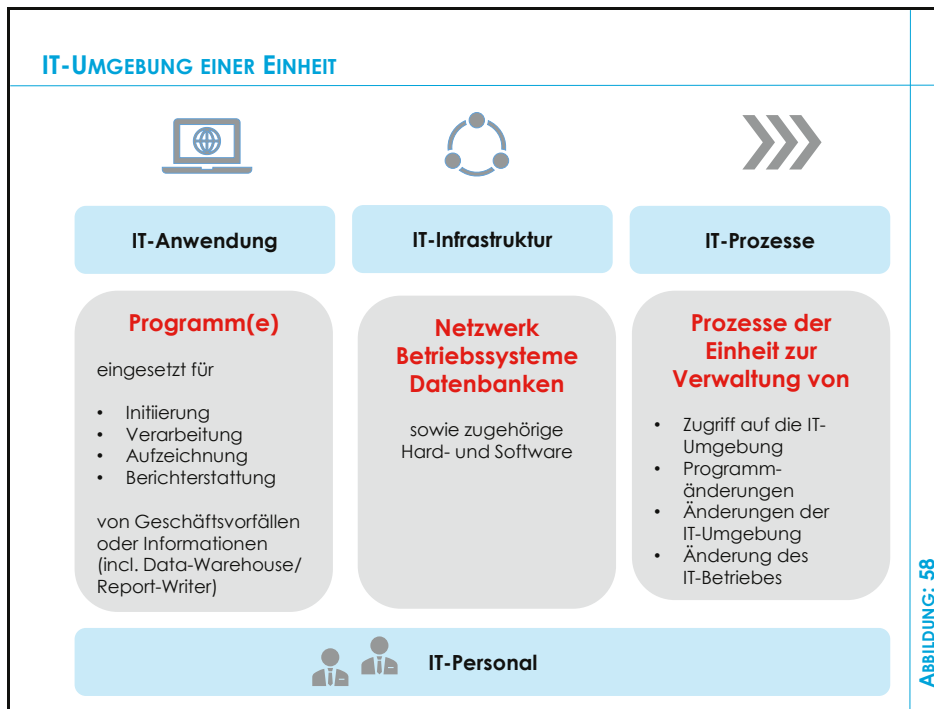 IT-UMGEBUNG EINER EINHEIT
IT-Anwendung
Programm(e)
eingesetzt für
• Initiierung
• Verarbeitung
• Aufzeichnung
• Berichterstattung
von Geschäftsvorfällen
oder Informationen
(incl. Data-Warehouse/
Report-Writer)
IT-Infrastruktur
Netzwerk
Betriebssysteme
Datenbanken
sowie zugehörige
Hard- und Software
IT-Prozesse
Prozesse der
Einheit zur
Verwaltung von
• Zugriff auf die IT-
Umgebung
• Programm-
änderungen
• Änderungen der
IT-Umgebung
• Änderung des
IT-Betriebes
IT-Personal
ABBILDUNG: 58